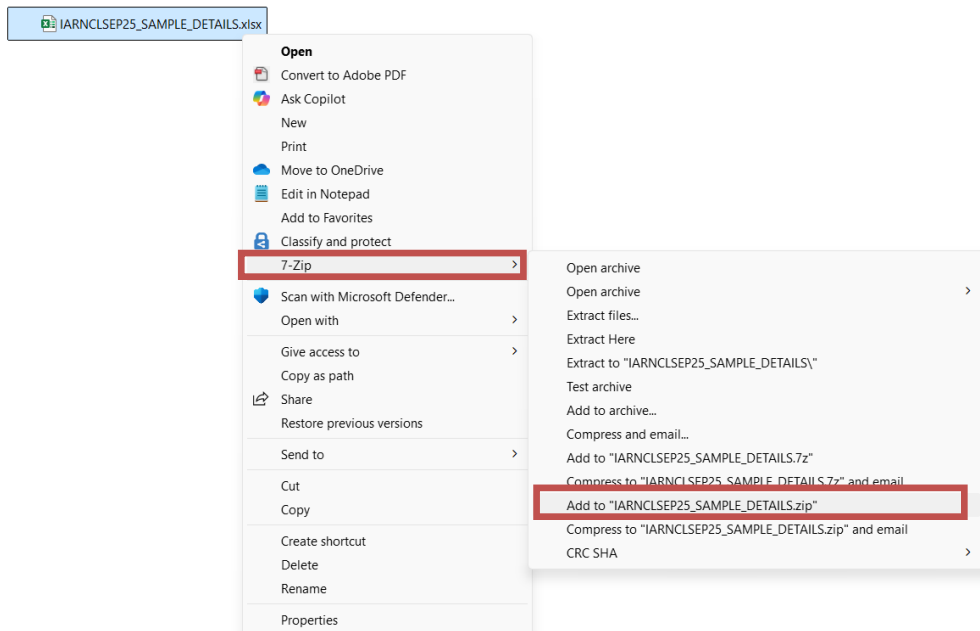 IARNCLSEP25_SAMPLE_DETAILS.xlsx
Open
Convert to Adobe PDF
Ask Copilot
New
Print
Move to OneDrive
Edit in Notepad
Add to Favorites
Classify and protect
7-Zip
Scan with Microsoft Defender...
Open with
Give access to
Copy as path
Share
Restore previous versions
Send to
Cut
Copy
Create shortcut
Delete
Rename
Properties
Open archive
Open archive
Extract files...
Extract Here
Extract to "IARNCLSEP25_SAMPLE_DETAILS\"
Test archive
Add to archive...
Compress and email...
Add to "IARNCLSEP25_SAMPLE_DETAILS.7z"
Compress to "IARNCLSEP25_SAMPLE_DETAILS.7z" and email
Add to "IARNCLSEP25_SAMPLE_DETAILS.zip"
Compress to "IARNCLSEP25_SAMPLE_DETAILS.zip" and email
CRC SHA